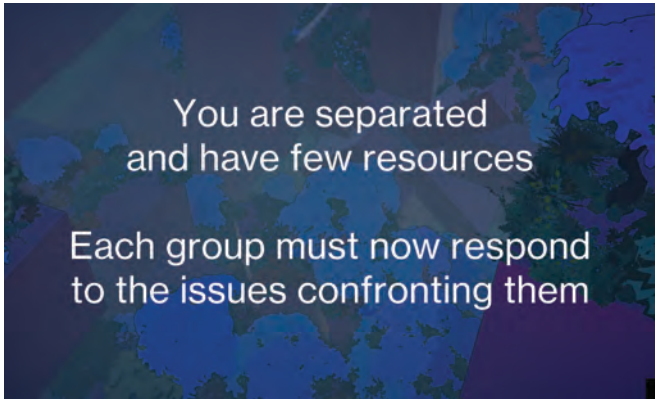 You are separated
and have few resources
Each group must now respond
to the issues confronting them